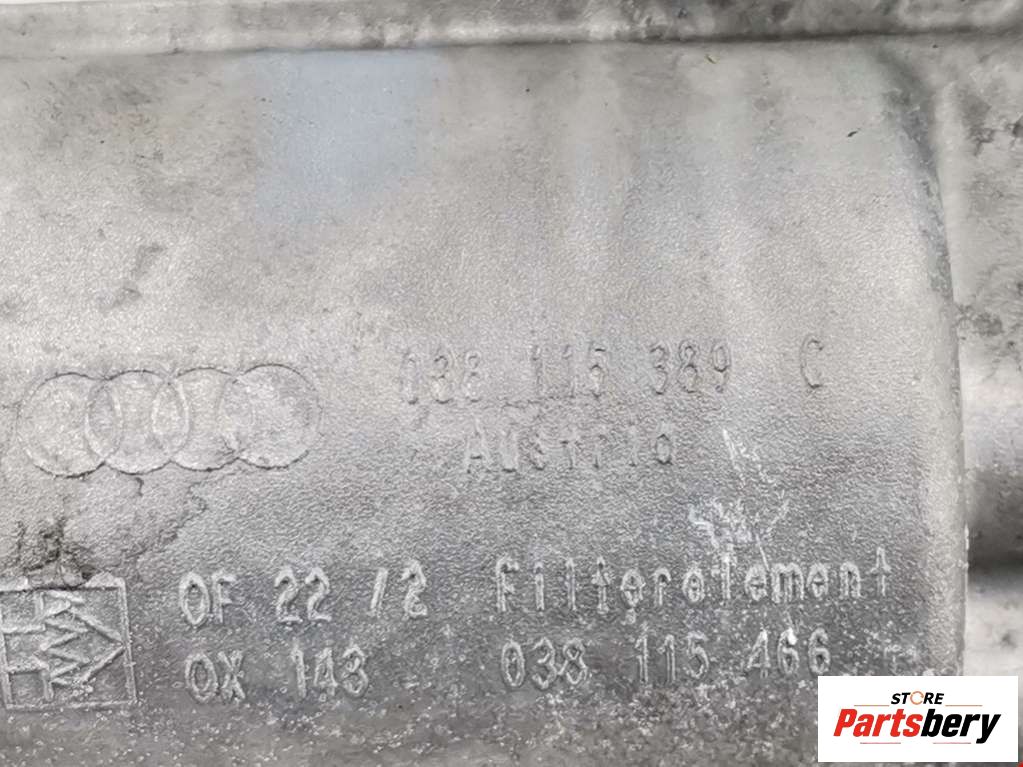 038 115 389 C
Austria
OF 22 /2 Filterelement
OX 143 038 115 466
STORE
Partsbery